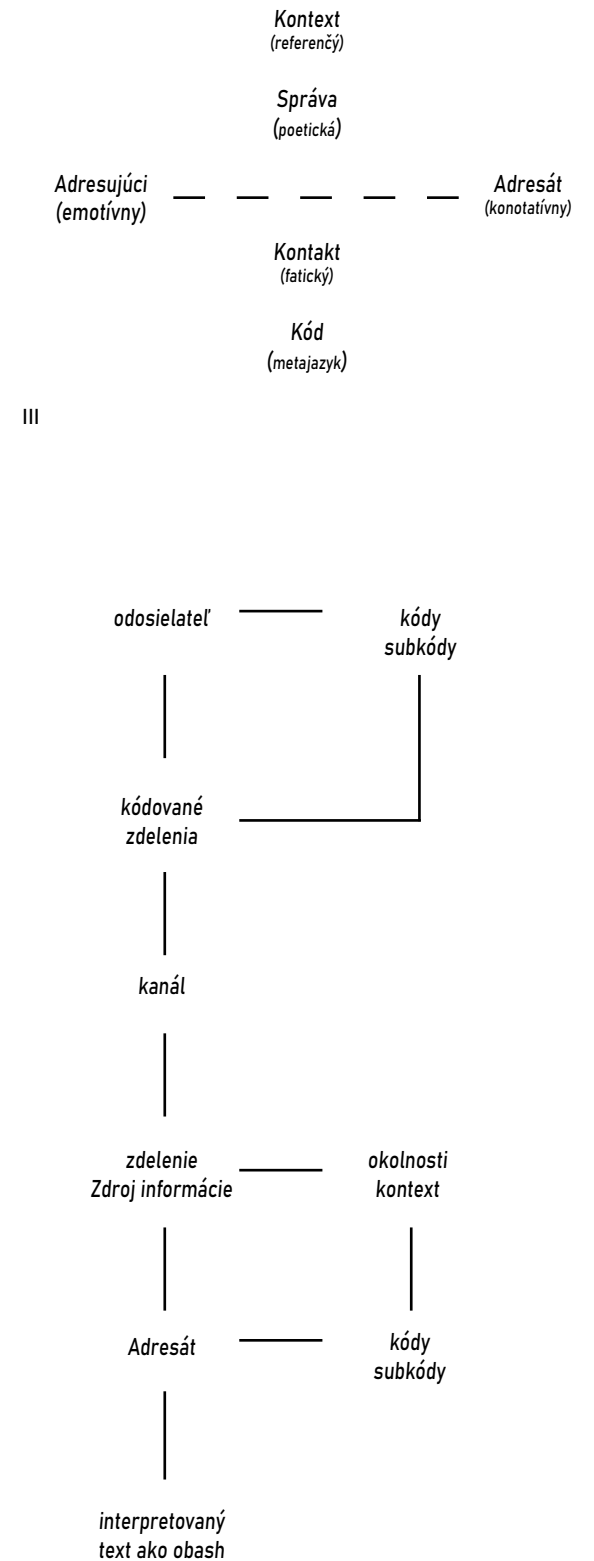 Kontext
(referenčý)
Správa
(poetická)
Adresujúci
(emotívny)
Adresát
(konotatívny)
Kontakt
(fatický)
Kód
(metajazyk)
III
odosielateľ
kódy
subkódy
kódované
zdelenia
kanál
zdelenie
Zdroj informácie
okolnosti
kontext
Adresát
kódy
subkódy
interpretovaný
text ako obash